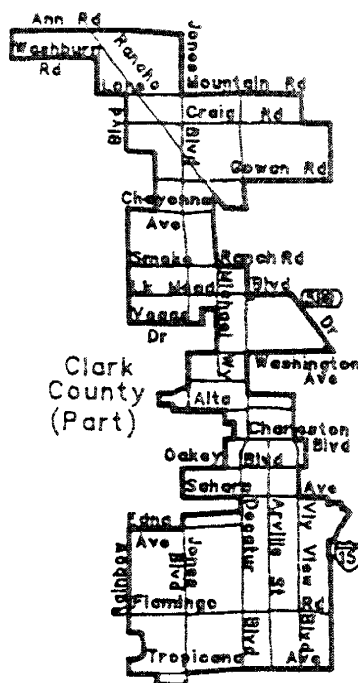 Ann Rd
Jones
Washburn
Rd
Rancho
Lone Mountain Rd
Craig Rd
Blvd
Blvd
Gowan Rd
Cheyenne
Ave
Smoke Ranch Rd
Lk Mead Blvd
Michael Wy
Vegas
Dr
Dr
Washington
Ave
Clark
County
(Part)
Alta
Charleston
Blvd
Oakey Blvd
Sahara Ave
Edna
Ave
Rainbow
Jones
Blvd
Decatur
Blvd
Arville St
Vly View Blvd
15
Flamingo Rd
Tropicana Ave